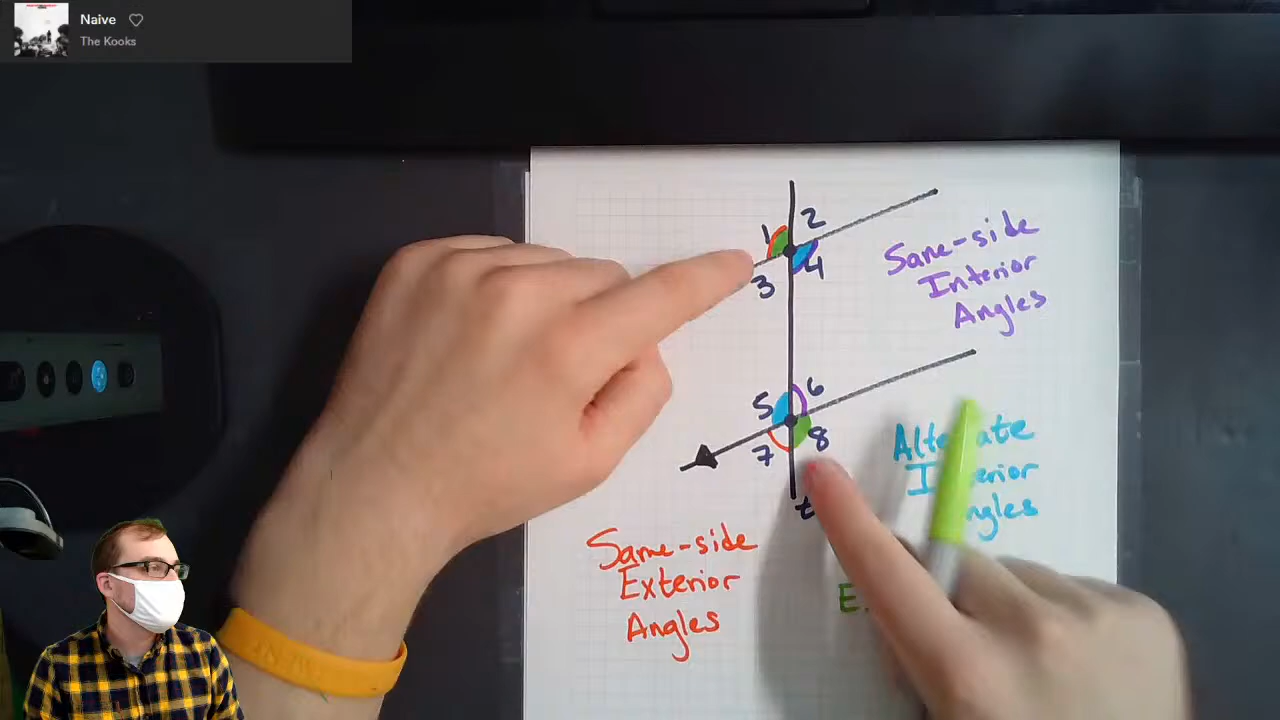 Naive
The Kooks
1
2
3
4
Same-side
Interior
Angles
5
6
7
8
t
Angles
Same-side
Exterior
Angles